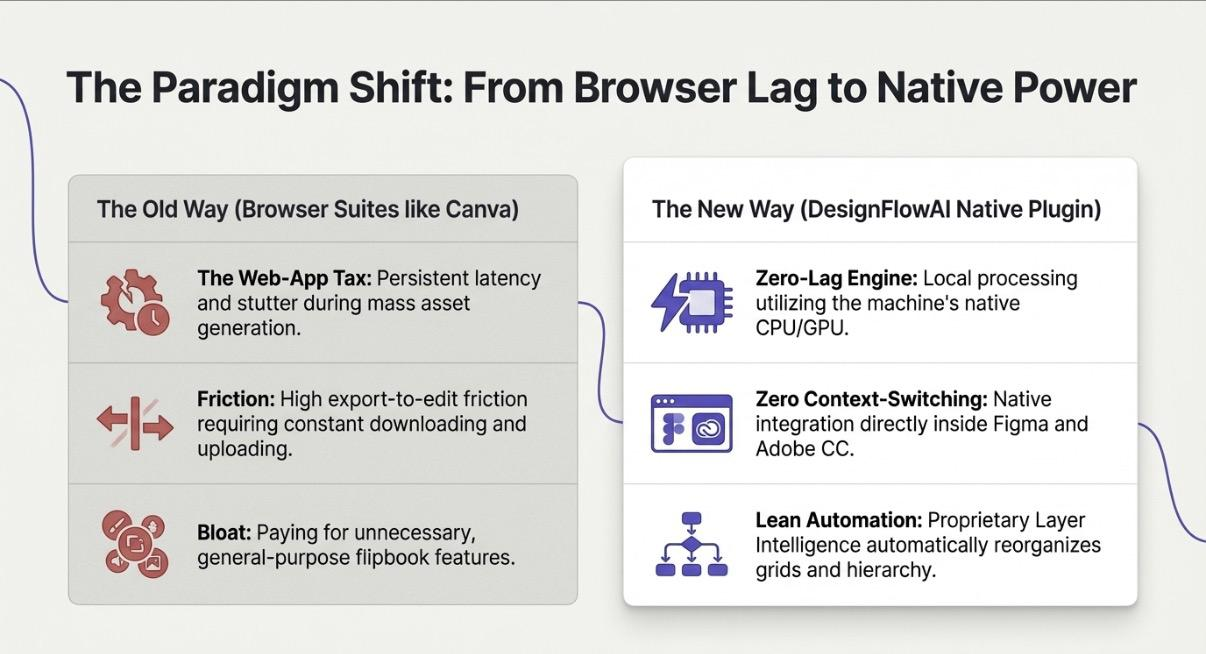 The Paradigm Shift: From Browser Lag to Native Power
The Old Way (Browser Suites like Canva)
The Web-App Tax: Persistent latency
and stutter during mass asset
generation.
Friction: High export-to-edit friction
requiring constant downloading and
uploading.
Bloat: Paying for unnecessary,
general-purpose flipbook features.
The New Way (DesignFlowAI Native Plugin)
Zero-Lag Engine: Local processing
utilizing the machine's native
CPU/GPU.
Zero Context-Switching: Native
integration directly inside Figma and
Adobe CC.
Lean Automation: Proprietary Layer
Intelligence automatically reorganizes
grids and hierarchy.